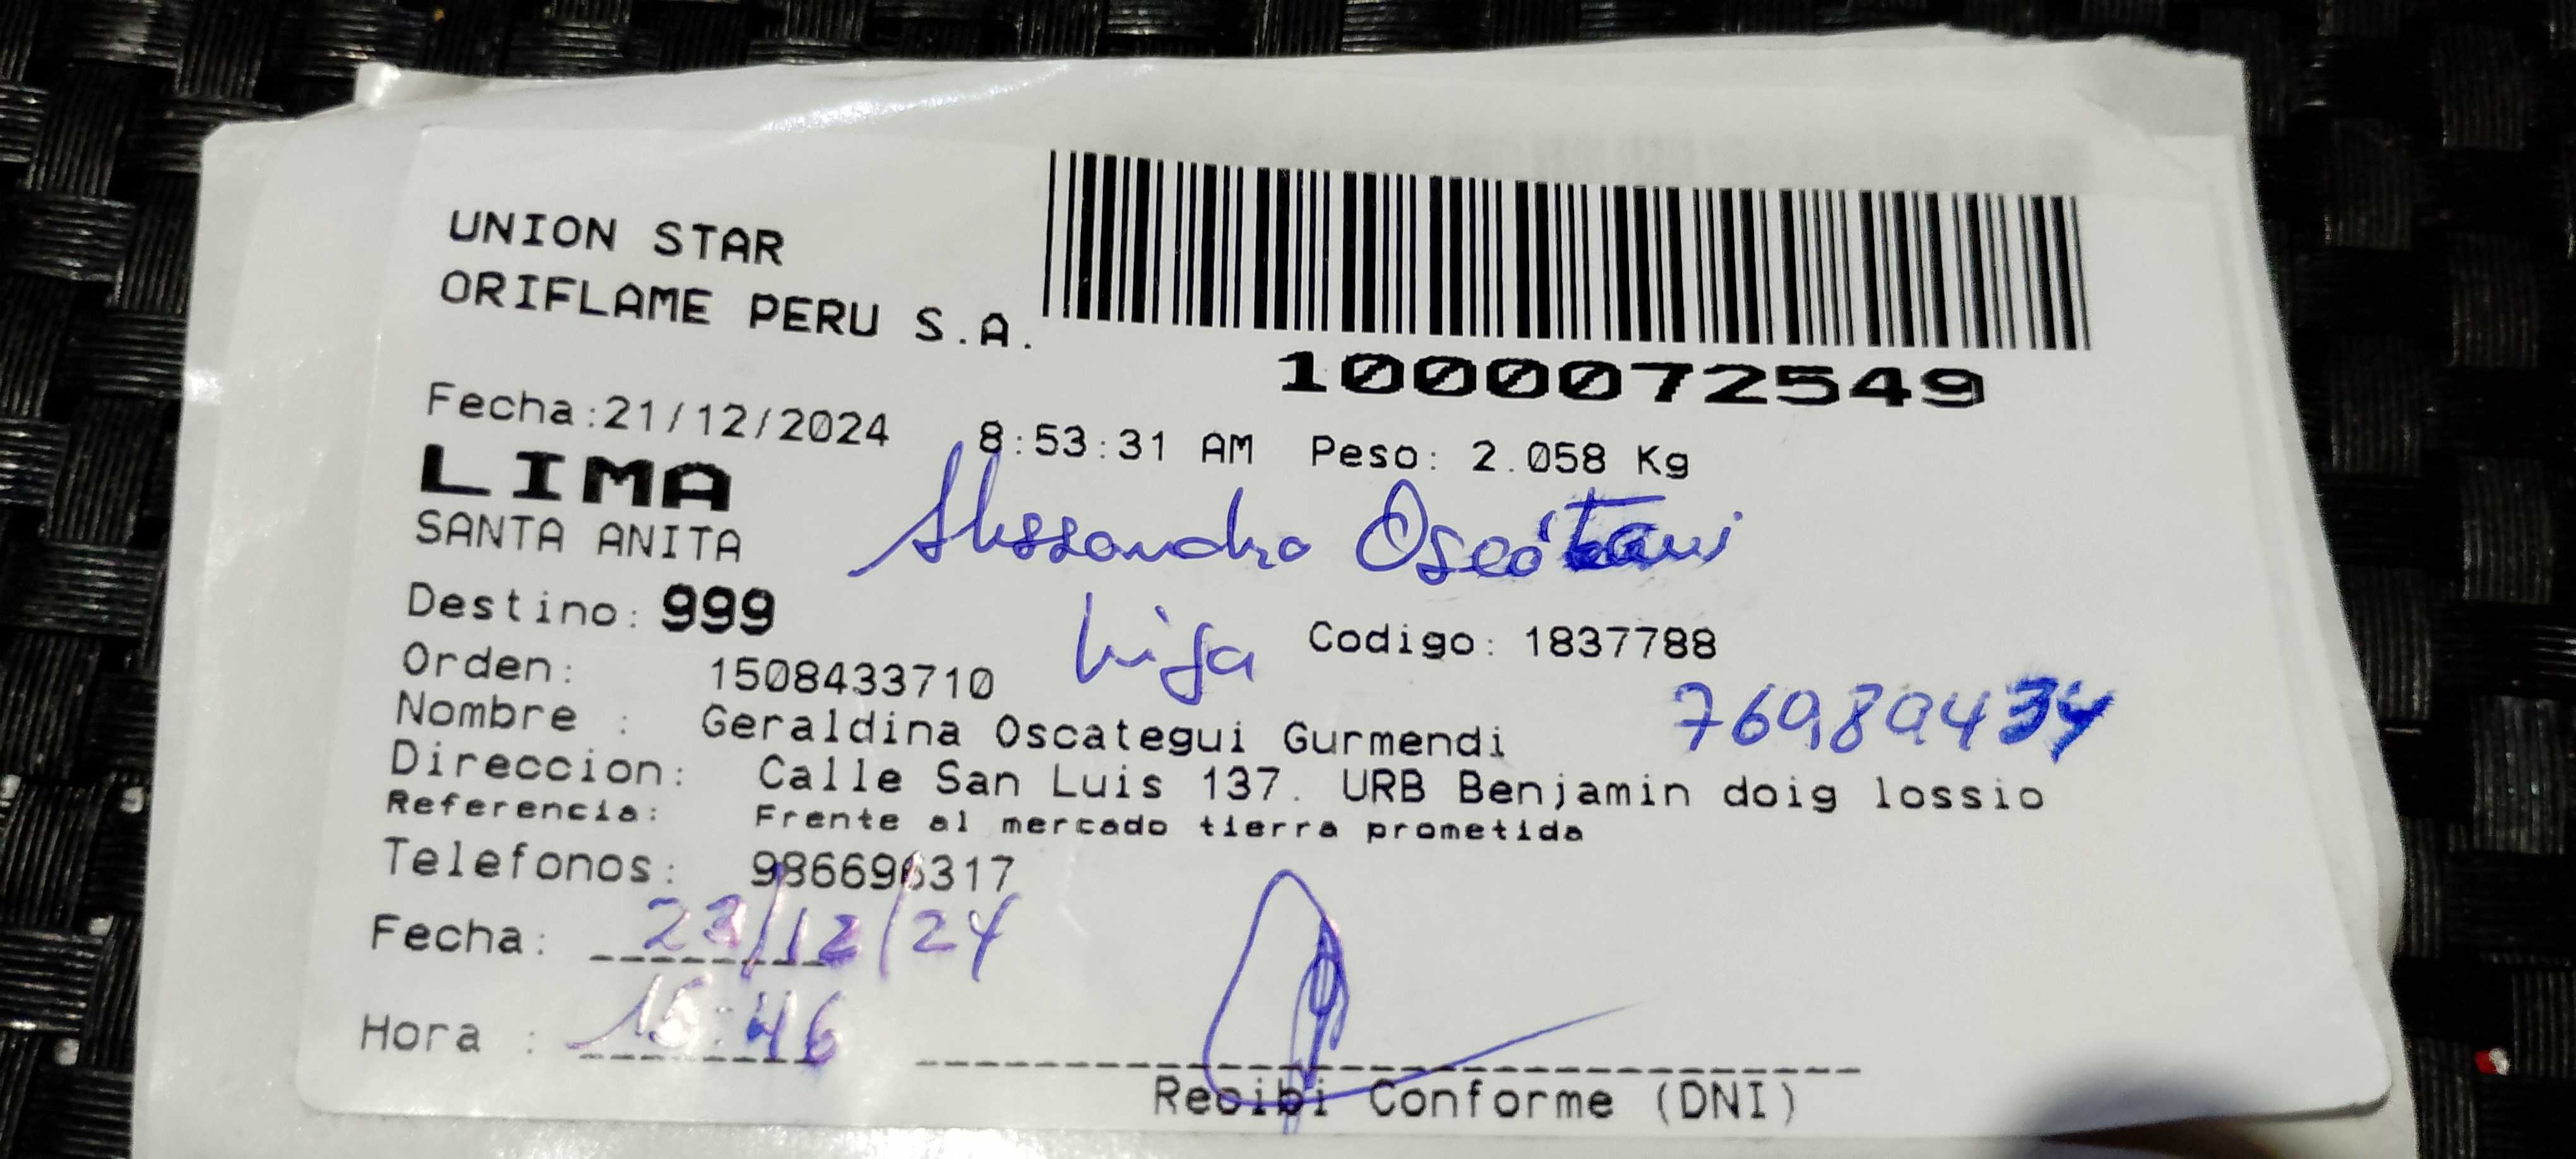 UNION STAR
ORIFLAME PERU S.A.
1000072549
Fecha:21/12/2024 8:53:31 AM Peso: 2.058 Kg
LIMA
SANTA ANITA
Alessandro
Destino: 999
Codigo: 1837788
Orden: 1508433710
Nombre : Geraldina Oscategui Gurmendi
Direccion: Calle San Luis 137. URB Benjamin doig lossio
Referencia: Frente al mercado tierra prometida
Telefonos: 986696317
Fecha: 23/12/24
Hora : 15:46
Recibi Conforme (DNI)